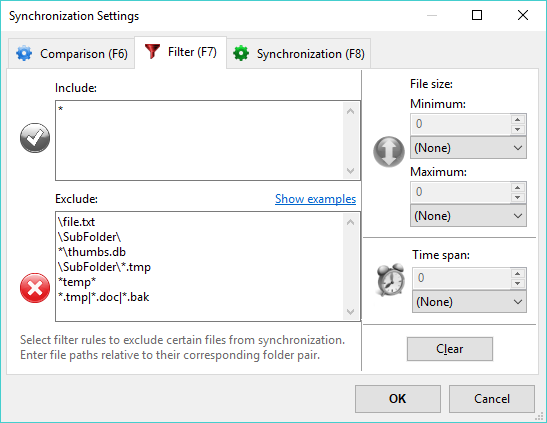 Synchronization Settings
Comparison (F6)
Filter (F7)
Synchronization (F8)
Include:
*
Exclude:
Show examples
\file.txt
\SubFolder\
*\thumbs.db
\SubFolder\*.tmp
*temp*
*.tmp|*.doc|*.bak
Select filter rules to exclude certain files from synchronization.
Enter file paths relative to their corresponding folder pair.
File size:
Minimum:
0
(None)
Maximum:
0
(None)
Time span:
0
(None)
Clear
OK
Cancel